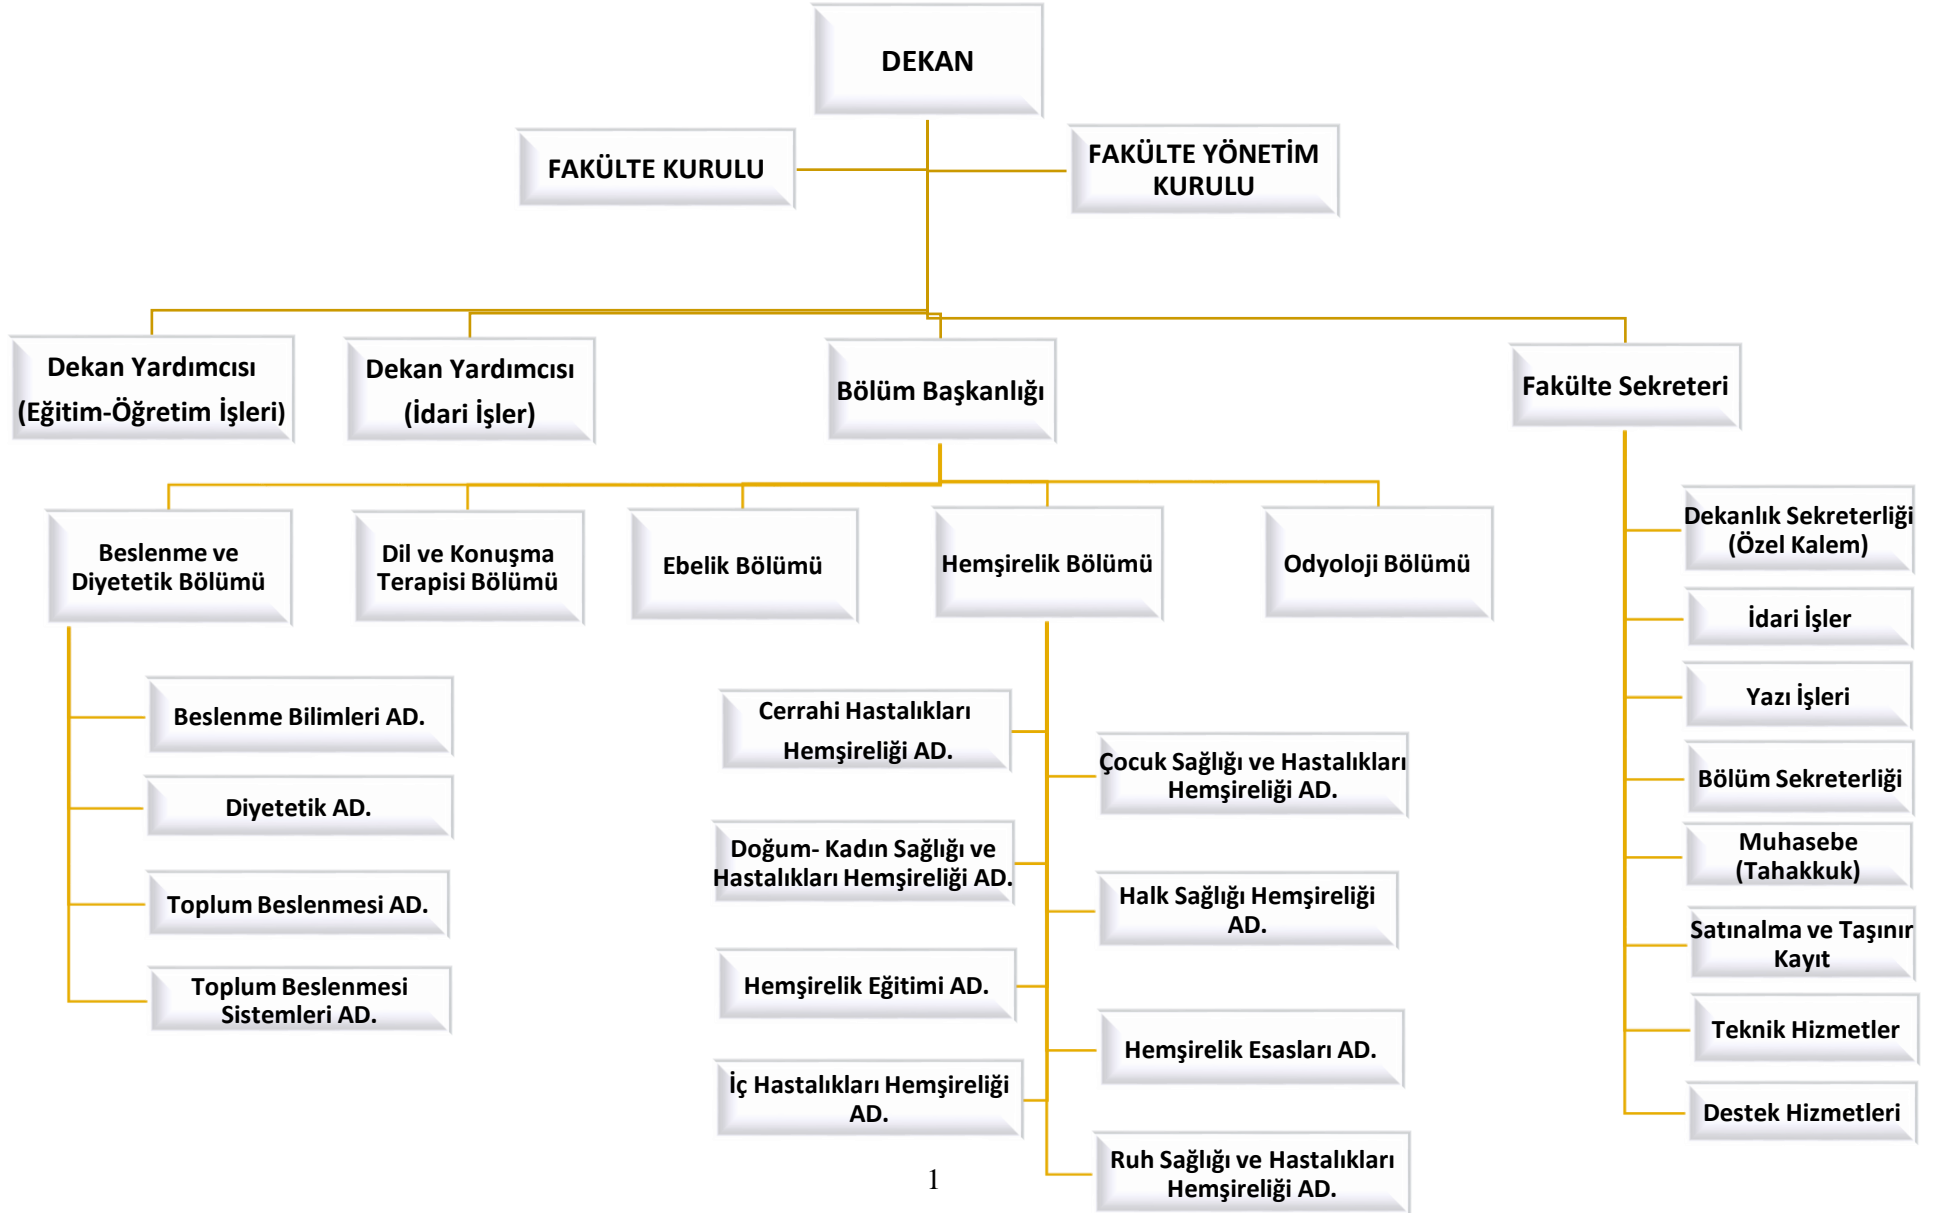 DEKAN
FAKÜLTE KURULU
FAKÜLTE YÖNETİM
KURULU
Dekan Yardımcısı
(Eğitim-Öğretim İşleri)
Dekan Yardımcısı
(İdari İşler)
Bölüm Başkanlığı
Fakülte Sekreteri
Beslenme ve
Diyetetik Bölümü
Dil ve Konuşma
Terapisi Bölümü
Ebelik Bölümü
Hemşirelik Bölümü
Odyoloji Bölümü
Beslenme Bilimleri AD.
Diyetetik AD.
Toplum Beslenmesi AD.
Toplum Beslenmesi
Sistemleri AD.
Cerrahi Hastalıkları
Hemşireliği AD.
Doğum- Kadın Sağlığı ve
Hastalıkları Hemşireliği AD.
Hemşirelik Eğitimi AD.
İç Hastalıkları Hemşireliği
AD.
Çocuk Sağlığı ve Hastalıkları
Hemşireliği AD.
Halk Sağlığı Hemşireliği
AD.
Hemşirelik Esasları AD.
Ruh Sağlığı ve Hastalıkları
Hemşireliği AD.
Dekanlık Sekreterliği
(Özel Kalem)
İdari İşler
Yazı İşleri
Bölüm Sekreterliği
Muhasebe
(Tahakkuk)
Satınalma ve Taşınır
Kayıt
Teknik Hizmetler
Destek Hizmetleri
1